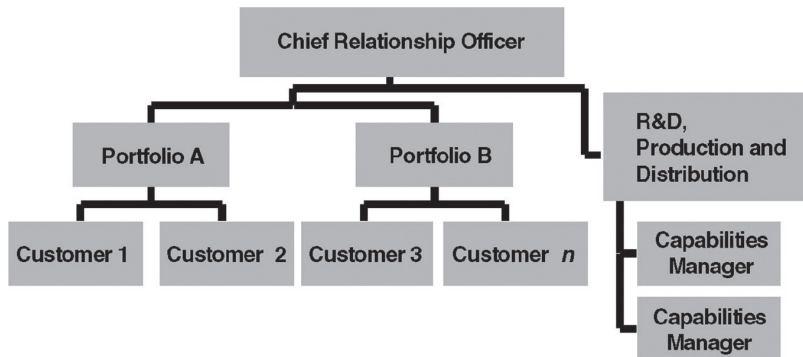 Chief Relationship Officer
Portfolio A
Portfolio B
R&D,
Production and
Distribution
Customer 1
Customer 2
Customer 3
Customer n
Capabilities
Manager
Capabilities
Manager